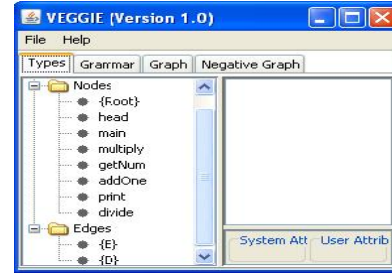 VEGGIE (Version 1.0)
File Help
Types Grammar Graph Negative Graph
Nodes
{Root}
head
main
multiply
getNum
addOne
print
divide
Edges
{E}
{D}
System Att User Attrib